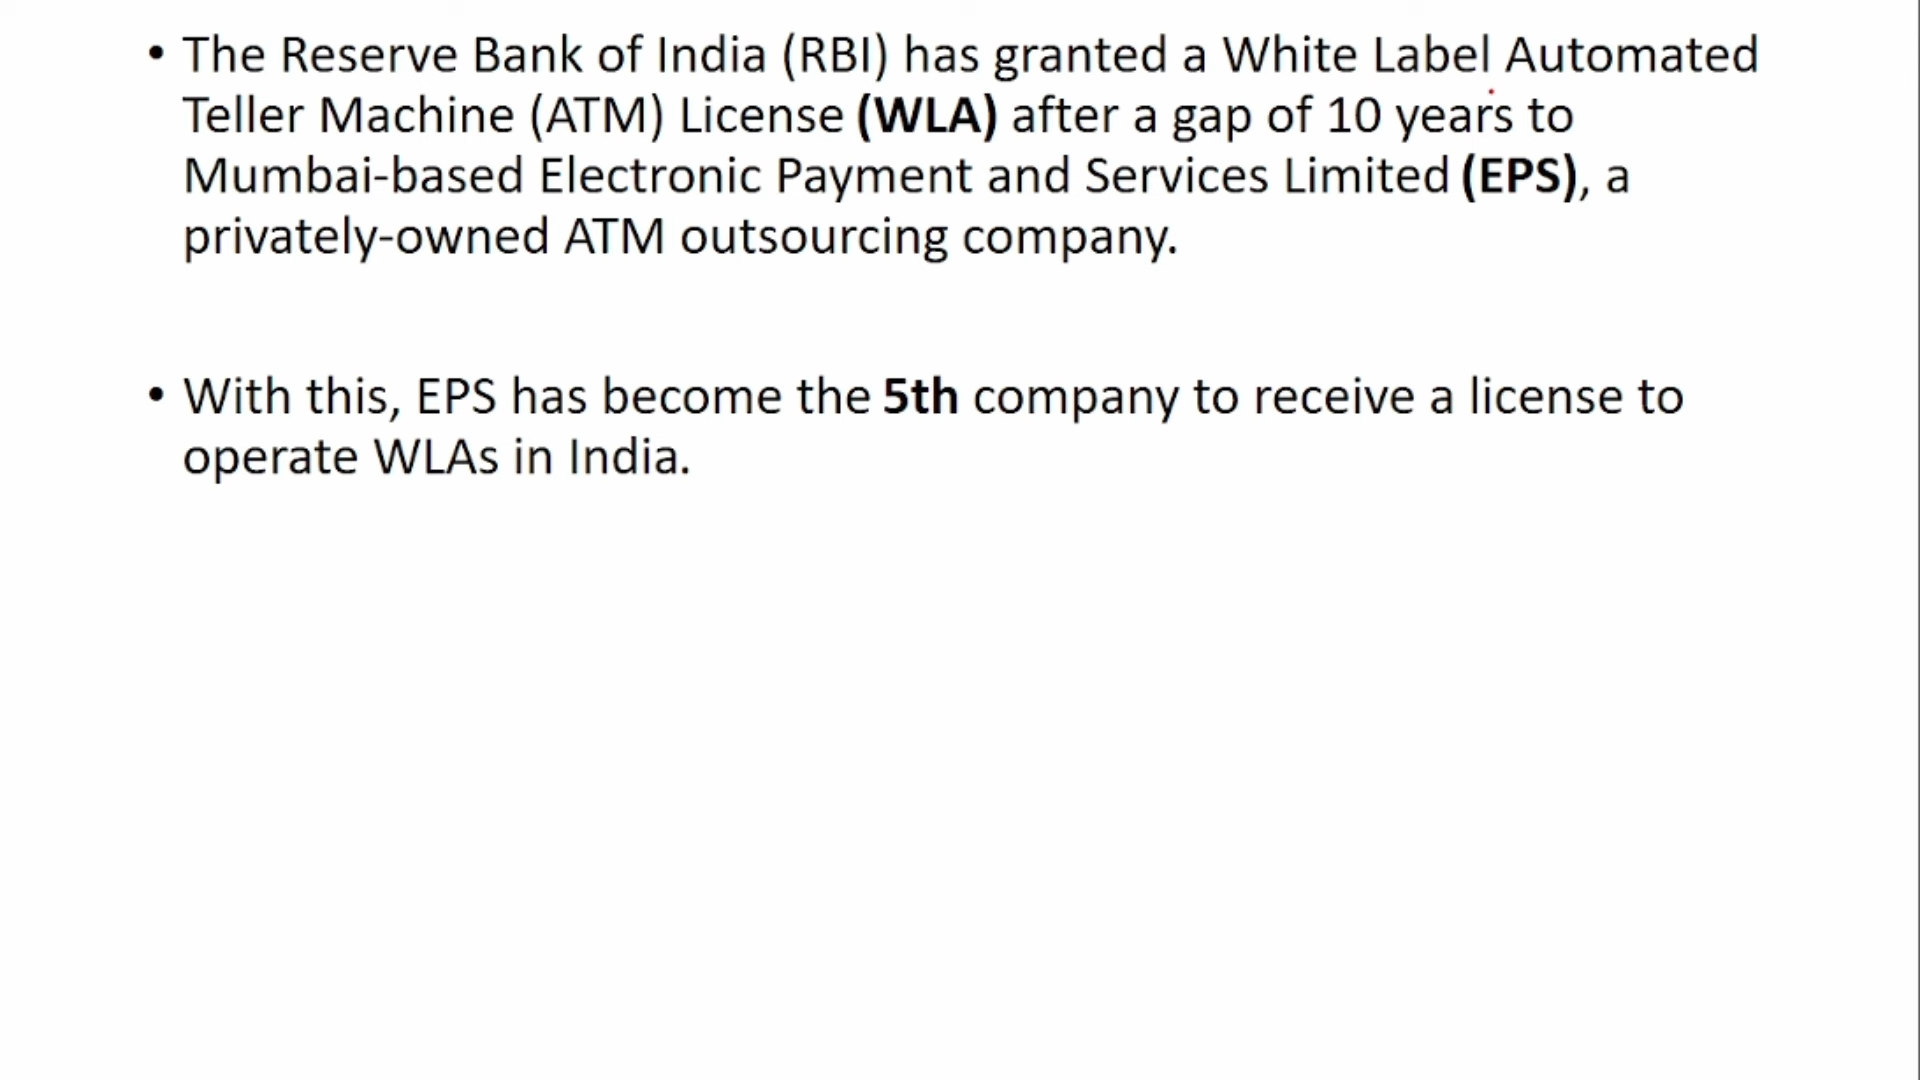 • The Reserve Bank of India (RBI) has granted a White Label Automated
Teller Machine (ATM) License (WLA) after a gap of 10 years to
Mumbai-based Electronic Payment and Services Limited (EPS), a
privately-owned ATM outsourcing company.
• With this, EPS has become the 5th company to receive a license to
operate WLAs in India.